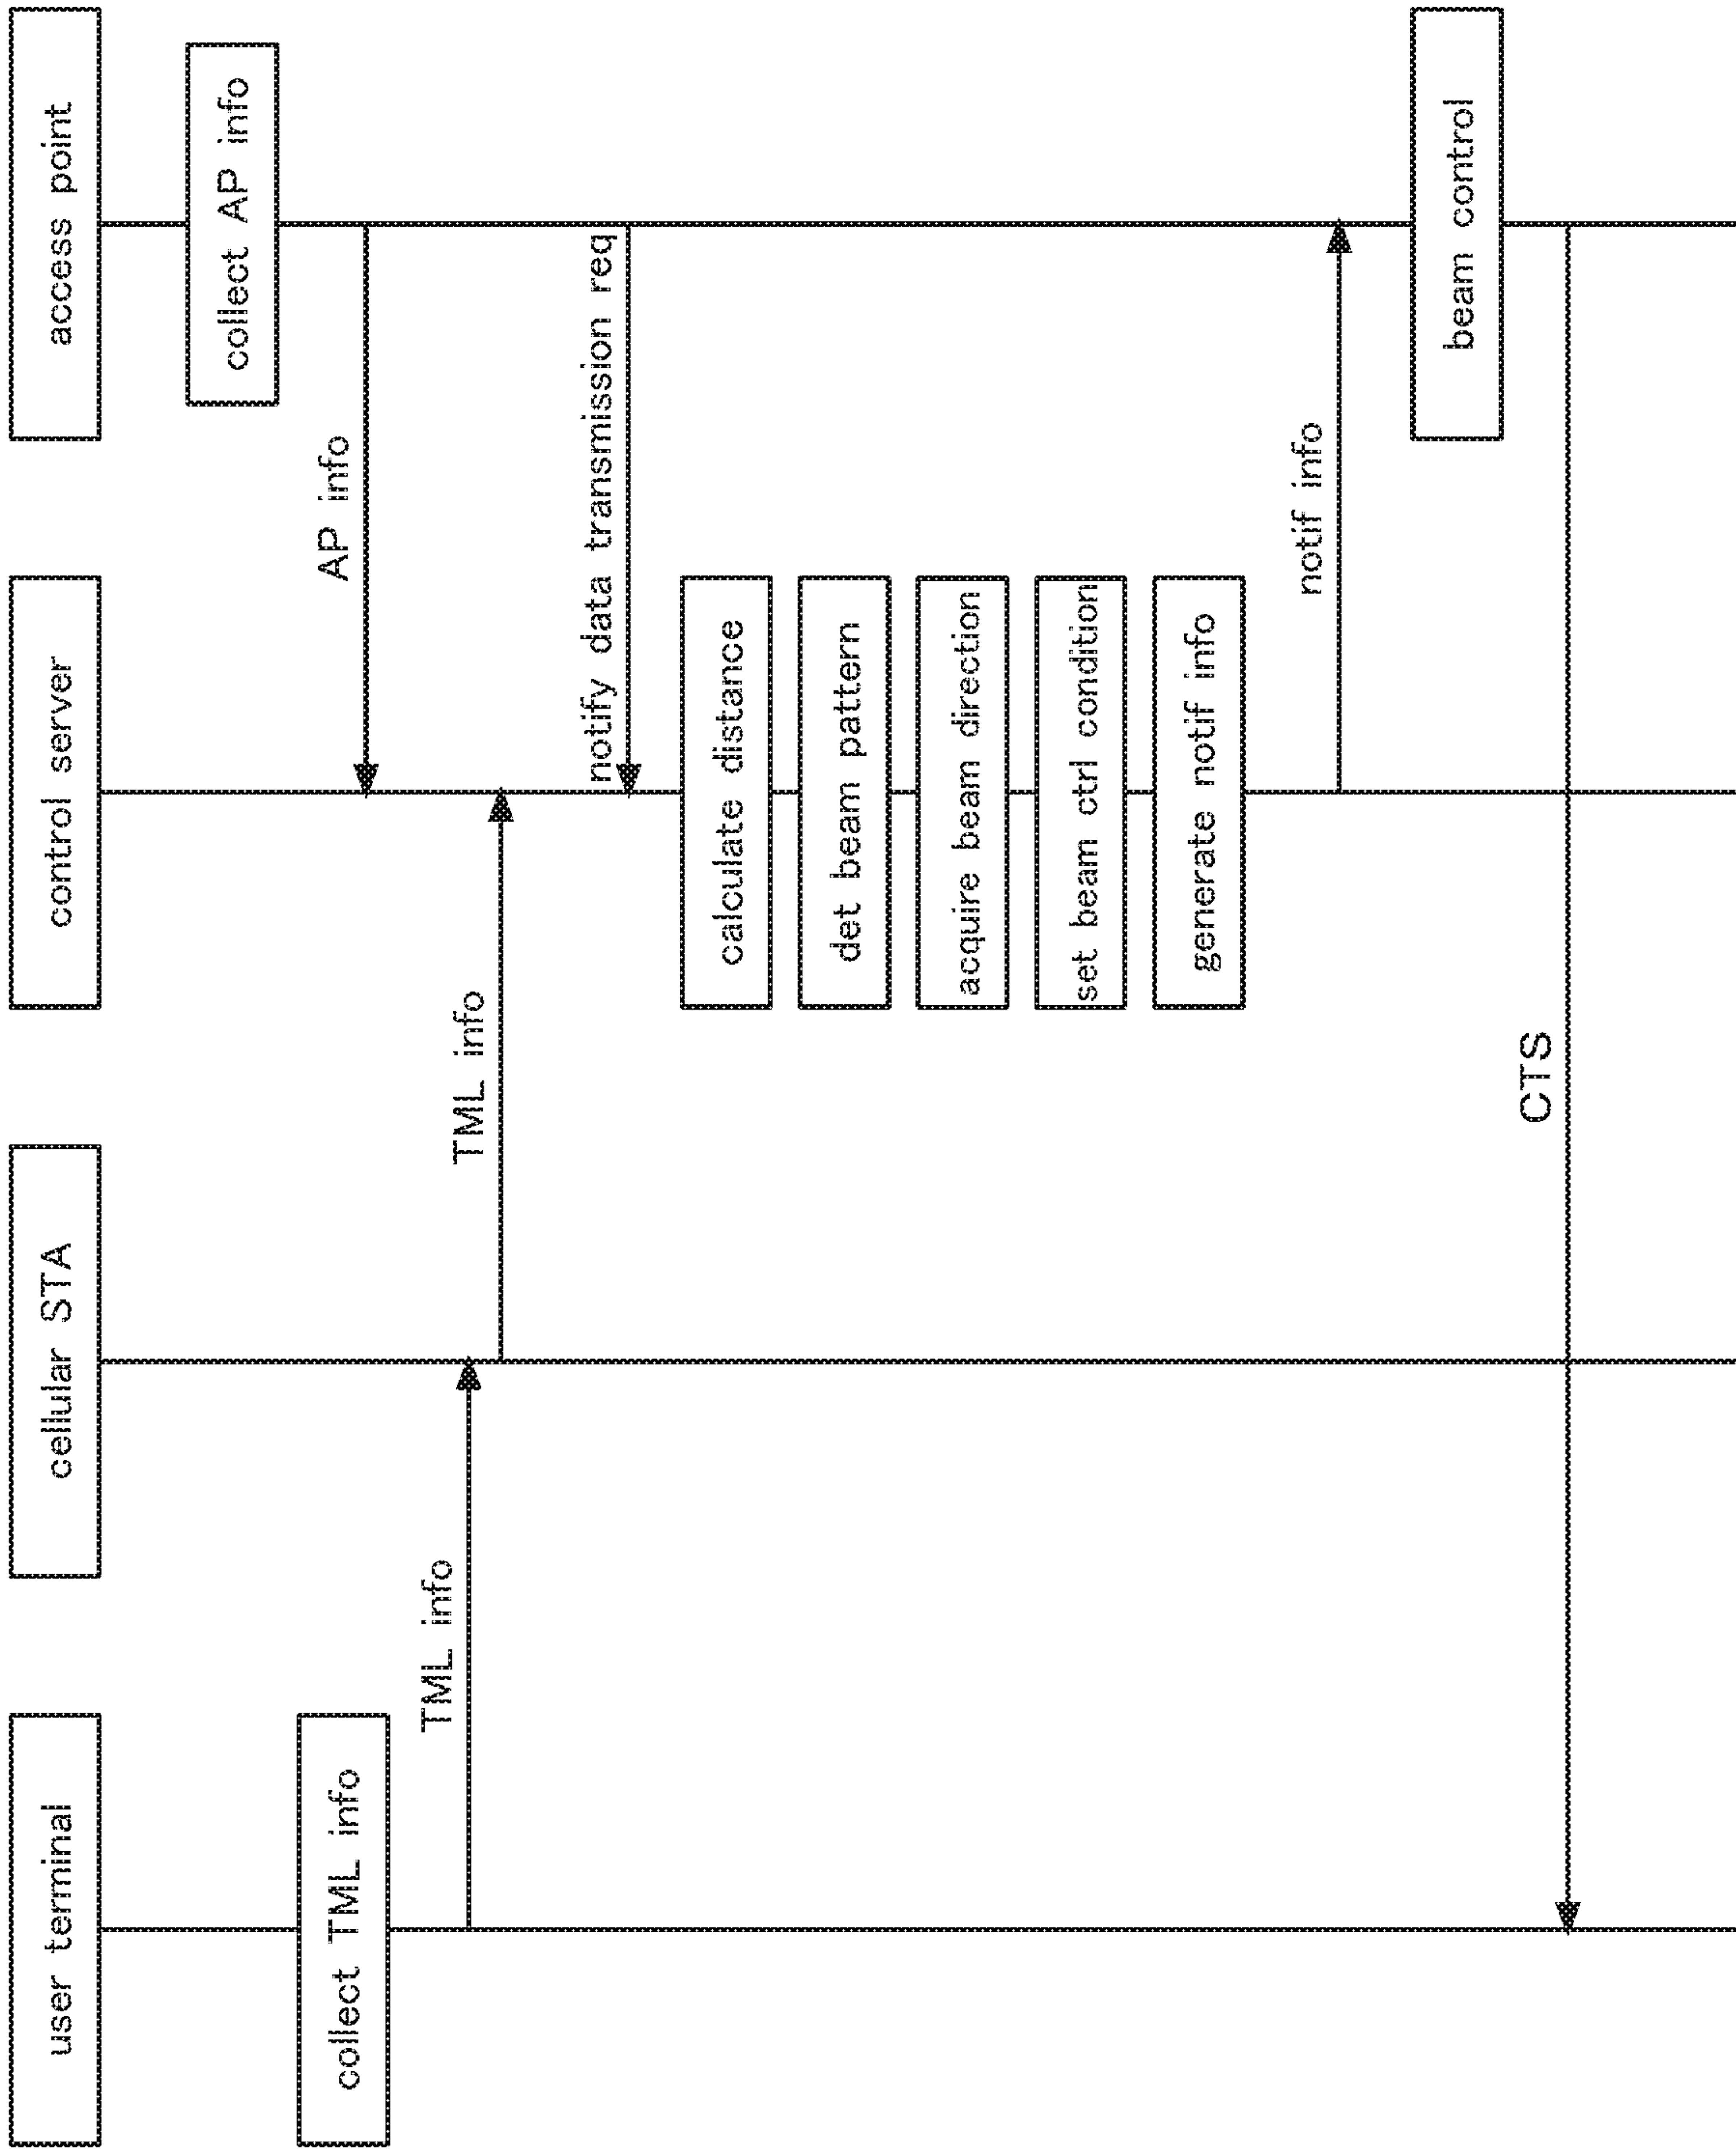 user terminal
cellular STA
control server
access point
collect AP info
collect TML info
AP info
TML info
TML info
notify data transmission req
calculate distance
det beam pattern
acquire beam direction
set beam ctrl condition
generate notif info
notif info
beam control
CTS